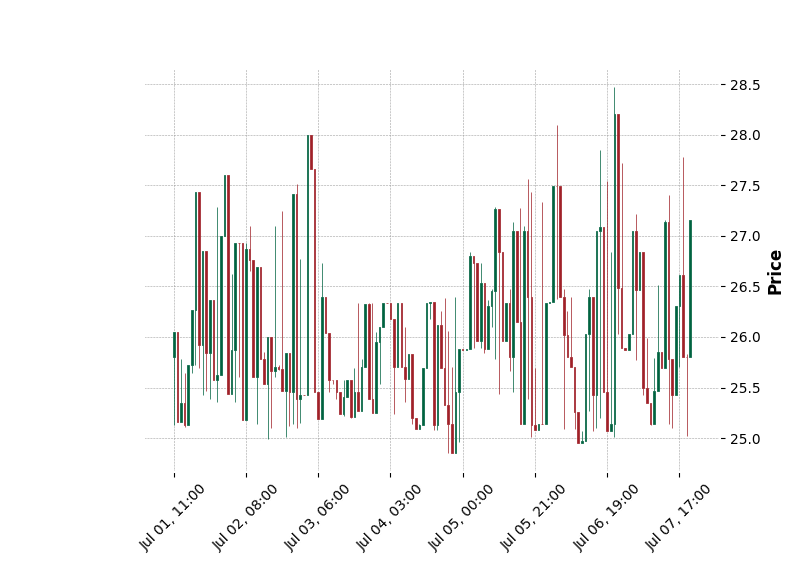 28.5
28.0
27.5
27.0
26.5
26.0
25.5
25.0
Price
Jul 01, 11:00
Jul 02, 08:00
Jul 03, 06:00
Jul 04, 03:00
Jul 05, 00:00
Jul 05, 21:00
Jul 06, 19:00
Jul 07, 17:00